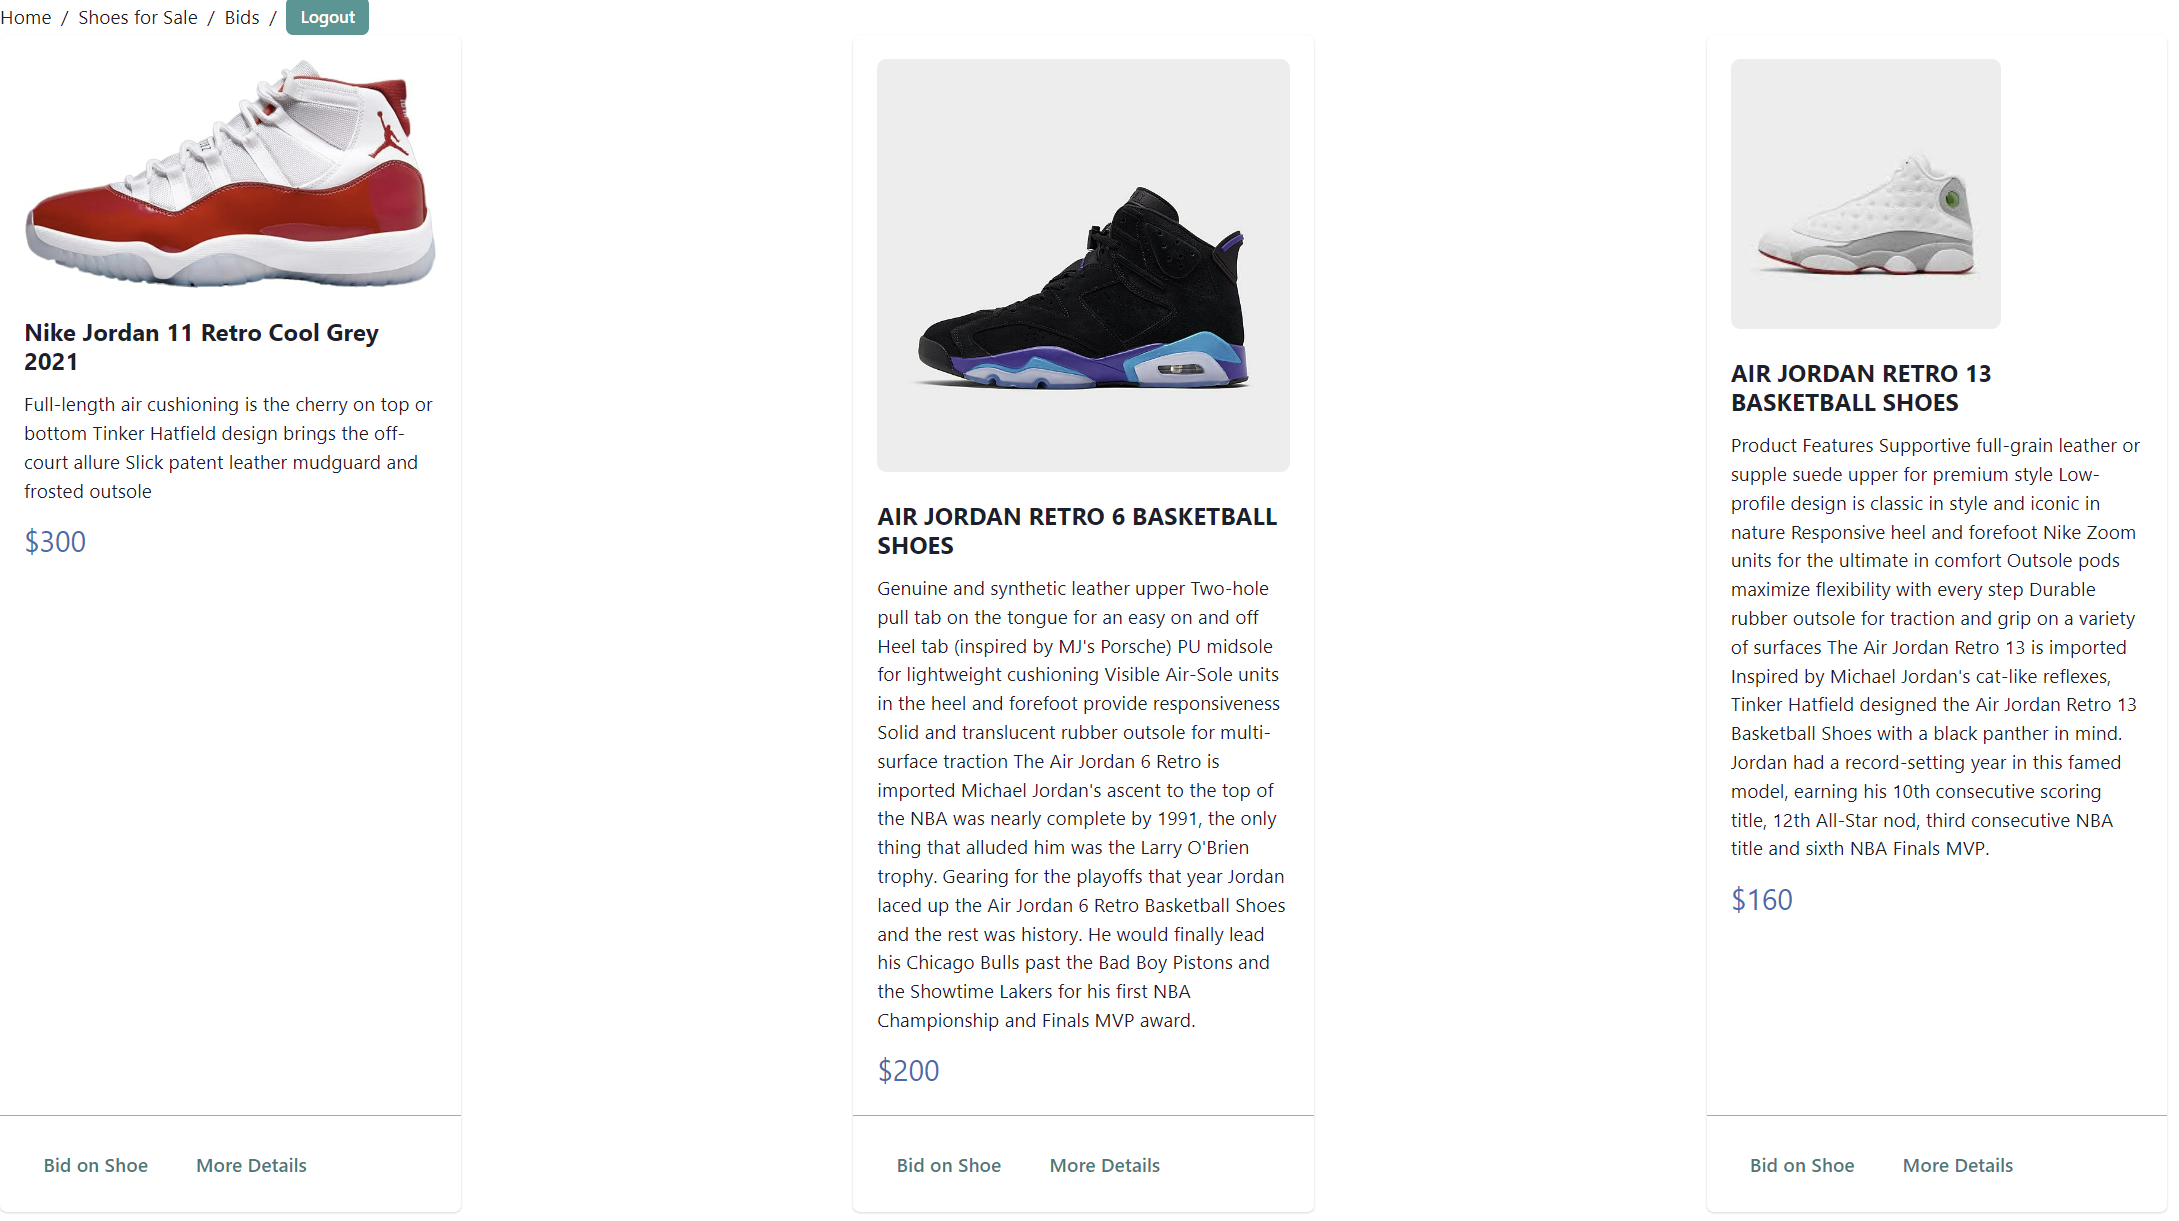 Home / Shoes for Sale / Bids / Logout
Nike Jordan 11 Retro Cool Grey
2021
Full-length air cushioning is the cherry on top or
bottom Tinker Hatfield design brings the off-
court allure Slick patent leather mudguard and
frosted outsole
$300
Bid on Shoe More Details
AIR JORDAN RETRO 6 BASKETBALL
SHOES
Genuine and synthetic leather upper Two-hole
pull tab on the tongue for an easy on and off
Heel tab (inspired by MJ's Porsche) PU midsole
for lightweight cushioning Visible Air-Sole units
in the heel and forefoot provide responsiveness
Solid and translucent rubber outsole for multi-
surface traction The Air Jordan 6 Retro is
imported Michael Jordan's ascent to the top of
the NBA was nearly complete by 1991, the only
thing that alluded him was the Larry O'Brien
trophy. Gearing for the playoffs that year Jordan
laced up the Air Jordan 6 Retro Basketball Shoes
and the rest was history. He would finally lead
his Chicago Bulls past the Bad Boy Pistons and
the Showtime Lakers for his first NBA
Championship and Finals MVP award.
$200
Bid on Shoe More Details
AIR JORDAN RETRO 13
BASKETBALL SHOES
Product Features Supportive full-grain leather or
supple suede upper for premium style Low-
profile design is classic in style and iconic in
nature Responsive heel and forefoot Nike Zoom
units for the ultimate in comfort Outsole pods
maximize flexibility with every step Durable
rubber outsole for traction and grip on a variety
of surfaces The Air Jordan Retro 13 is imported
Inspired by Michael Jordan's cat-like reflexes,
Tinker Hatfield designed the Air Jordan Retro 13
Basketball Shoes with a black panther in mind.
Jordan had a record-setting year in this famed
model, earning his 10th consecutive scoring
title, 12th All-Star nod, third consecutive NBA
title and sixth NBA Finals MVP.
$160
Bid on Shoe More Details